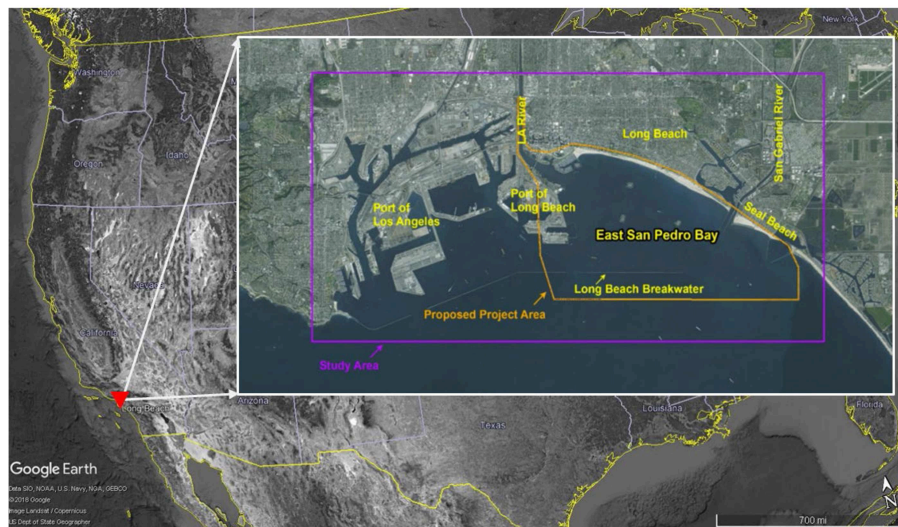 New York
Washington
Oregon
Idaho
Nevada
California
Long Beach
Arizona
Texas
Louisiana
Florida
LA River
Long Beach
San Gabriel River
Port of
Los Angeles
Port of
Long Beach
Seal Beach
East San Pedro Bay
Long Beach Breakwater
Proposed Project Area
Study Area
Google Earth
Data SIO, NOAA, U.S. Navy, NGA, GEBCO
©2018 Google
Image Landsat / Copernicus
US Dept of State Geographer
700 mi
N